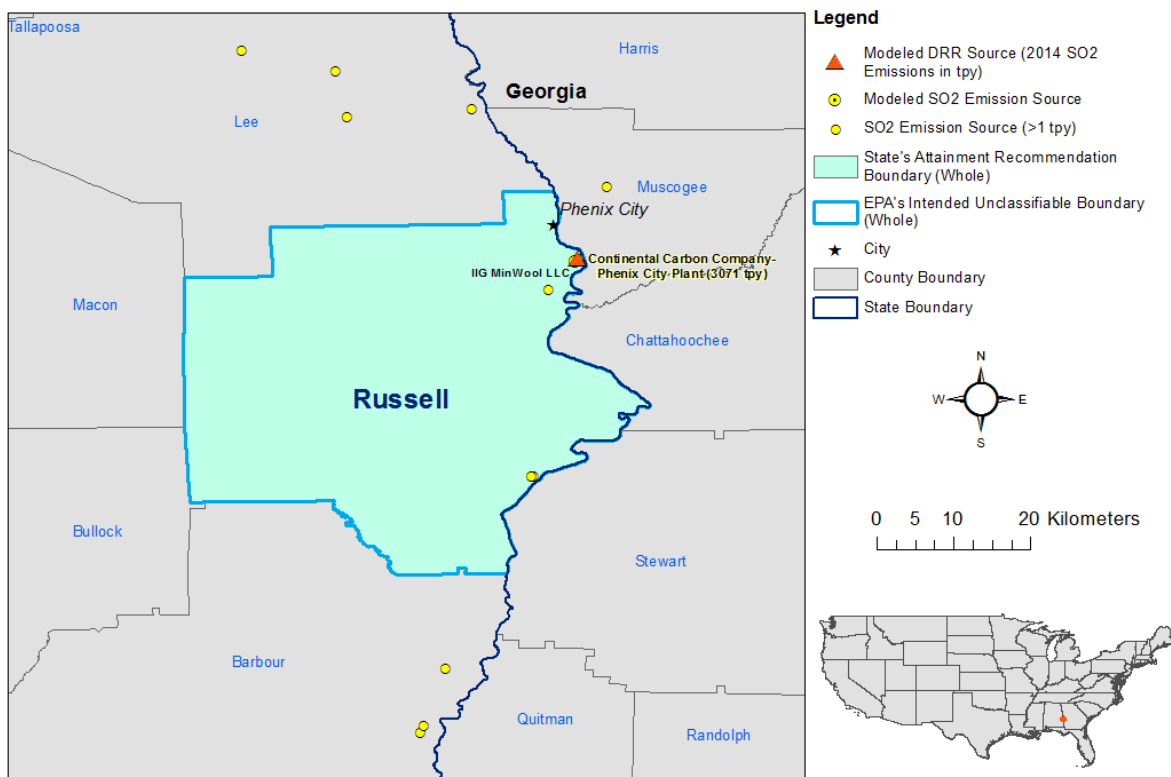 Tallapoosa
Harris
Georgia
Lee
Muscogee
Phenix City
Continental Carbon Company-
Phenix City Plant (3071 tpy)
IIG MinWool LLC
Macon
Chattahoochee
Russell
Bullock
Stewart
Barbour
Quitman
Randolph
Legend
Modeled DRR Source (2014 SO2
Emissions in tpy)
Modeled SO2 Emission Source
SO2 Emission Source (>1 tpy)
State's Attainment Recommendation
Boundary (Whole)
EPA's Intended Unclassifiable Boundary
(Whole)
City
County Boundary
State Boundary
N
W E
S
0 5 10 20 Kilometers